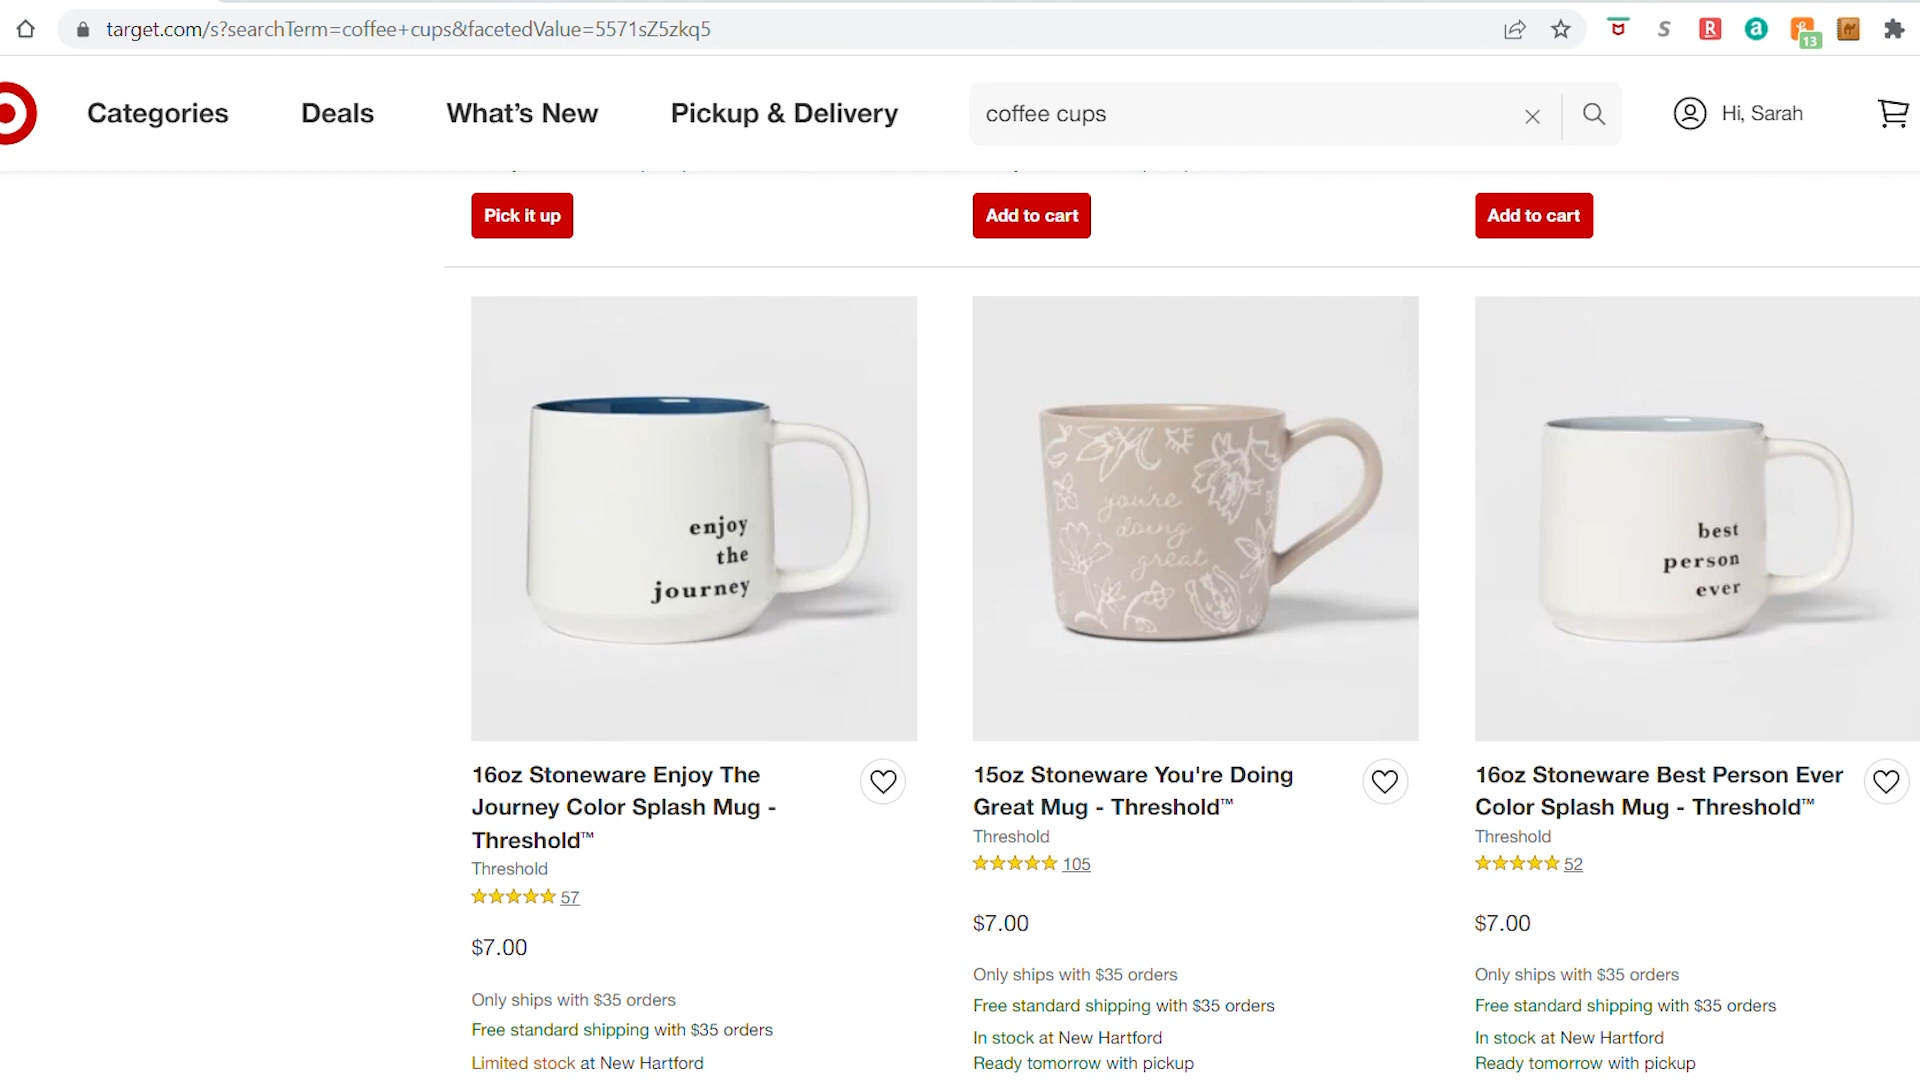 target.com/s?searchTerm=coffee+cups&facetedValue=5571sZ5zkq5
S
R
a
13
Categories
Deals
What's New
Pickup & Delivery
coffee cups
Hi, Sarah
Pick it up
Add to cart
Add to cart
enjoy
the
journey
you're
doing
great
best
person
ever
16oz Stoneware Enjoy The
Journey Color Splash Mug -
Threshold™
Threshold
57
$7.00
Only ships with $35 orders
Free standard shipping with $35 orders
Limited stock at New Hartford
15oz Stoneware You're Doing
Great Mug - Threshold™
Threshold
105
$7.00
Only ships with $35 orders
Free standard shipping with $35 orders
In stock at New Hartford
Ready tomorrow with pickup
16oz Stoneware Best Person Ever
Color Splash Mug - Threshold™
Threshold
52
$7.00
Only ships with $35 orders
Free standard shipping with $35 orders
In stock at New Hartford
Ready tomorrow with pickup